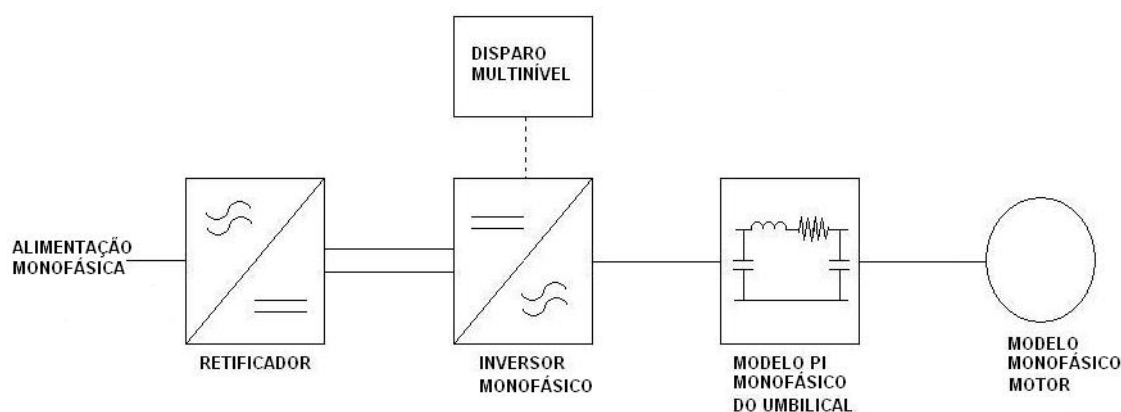 DISPARO
MULTINÍVEL
ALIMENTAÇÃO
MONOFÁSICA
RETIFICADOR
INVERSOR
MONOFÁSICO
MODELO PI
MONOFÁSICO
DO UMBILICAL
MODELO
MONOFÁSICO
MOTOR